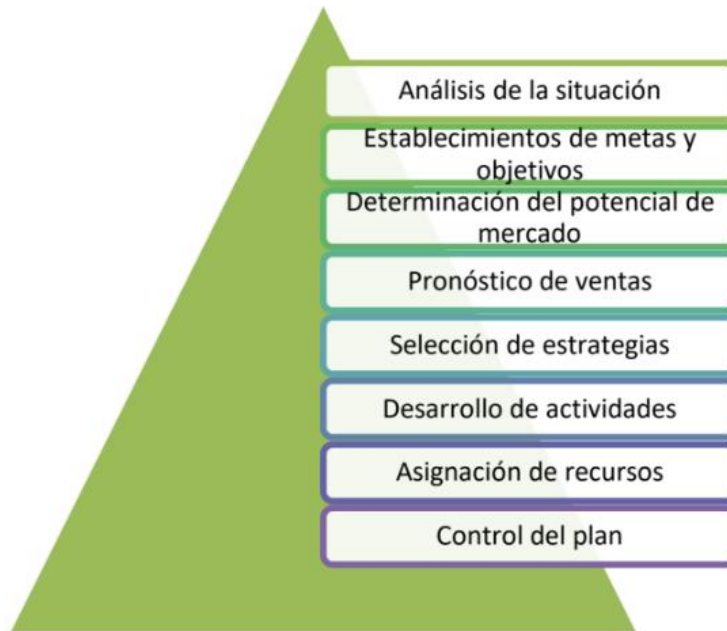 Análisis de la situación
Establecimientos de metas y
objetivos
Determinación del potencial de
mercado
Pronóstico de ventas
Selección de estrategias
Desarrollo de actividades
Asignación de recursos
Control del plan